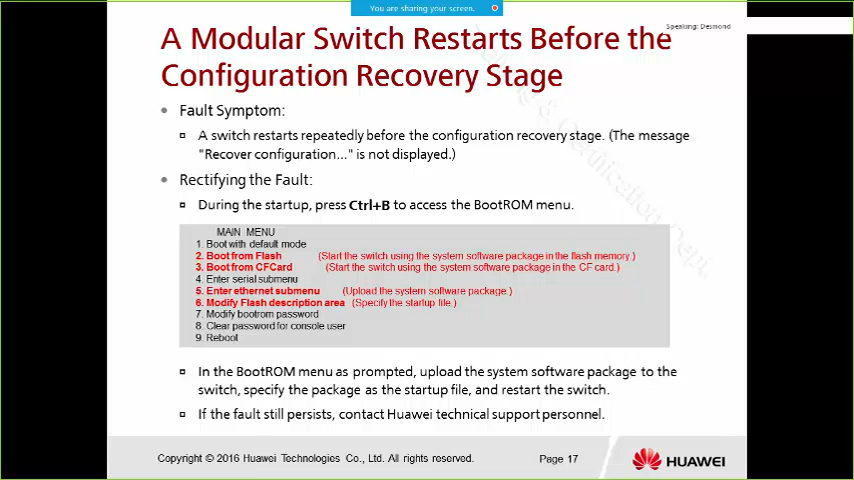 You are sharing your screen.
Speaking: Desmond
A Modular Switch Restarts Before the
Configuration Recovery Stage
Fault Symptom:
A switch restarts repeatedly before the configuration recovery stage. (The message
"Recover configuration..." is not displayed.)
Rectifying the Fault:
During the startup, press Ctrl+B to access the BootROM menu.
MAIN MENU
1. Boot with default mode
2. Boot from Flash (Start the switch using the system software package in the flash memory.)
3. Boot from CFCard (Start the switch using the system software package in the CF card.)
4. Enter serial submenu
5. Enter ethernet submenu (Upload the system software package.)
6. Modify Flash description area (Specify the startup file.)
7. Modify bootrom password
8. Clear password for console user
9. Reboot
In the BootROM menu as prompted, upload the system software package to the
switch, specify the package as the startup file, and restart the switch.
If the fault still persists, contact Huawei technical support personnel.
Copyright © 2016 Huawei Technologies Co., Ltd. All rights reserved.
Page 17
HUAWEI
& Certification Dept.